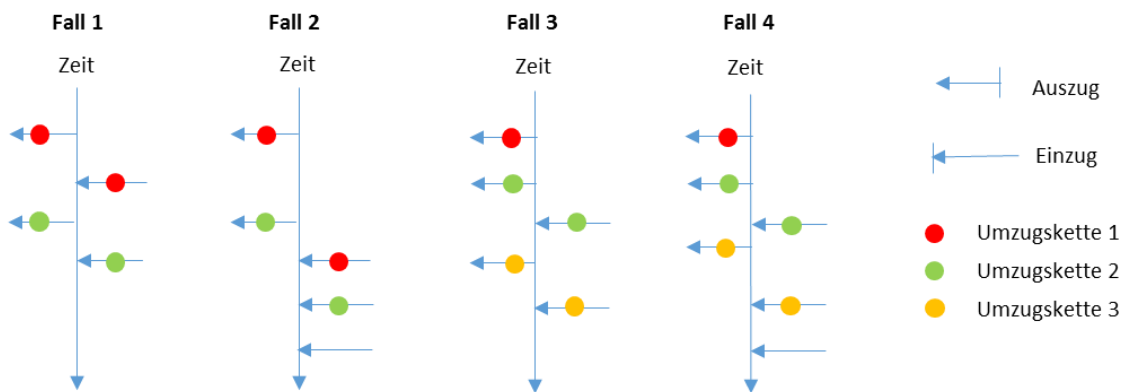 Fall 1
Fall 2
Fall 3
Fall 4
Zeit
Zeit
Zeit
Zeit
Auszug
Einzug
Umzugskette 1
Umzugskette 2
Umzugskette 3